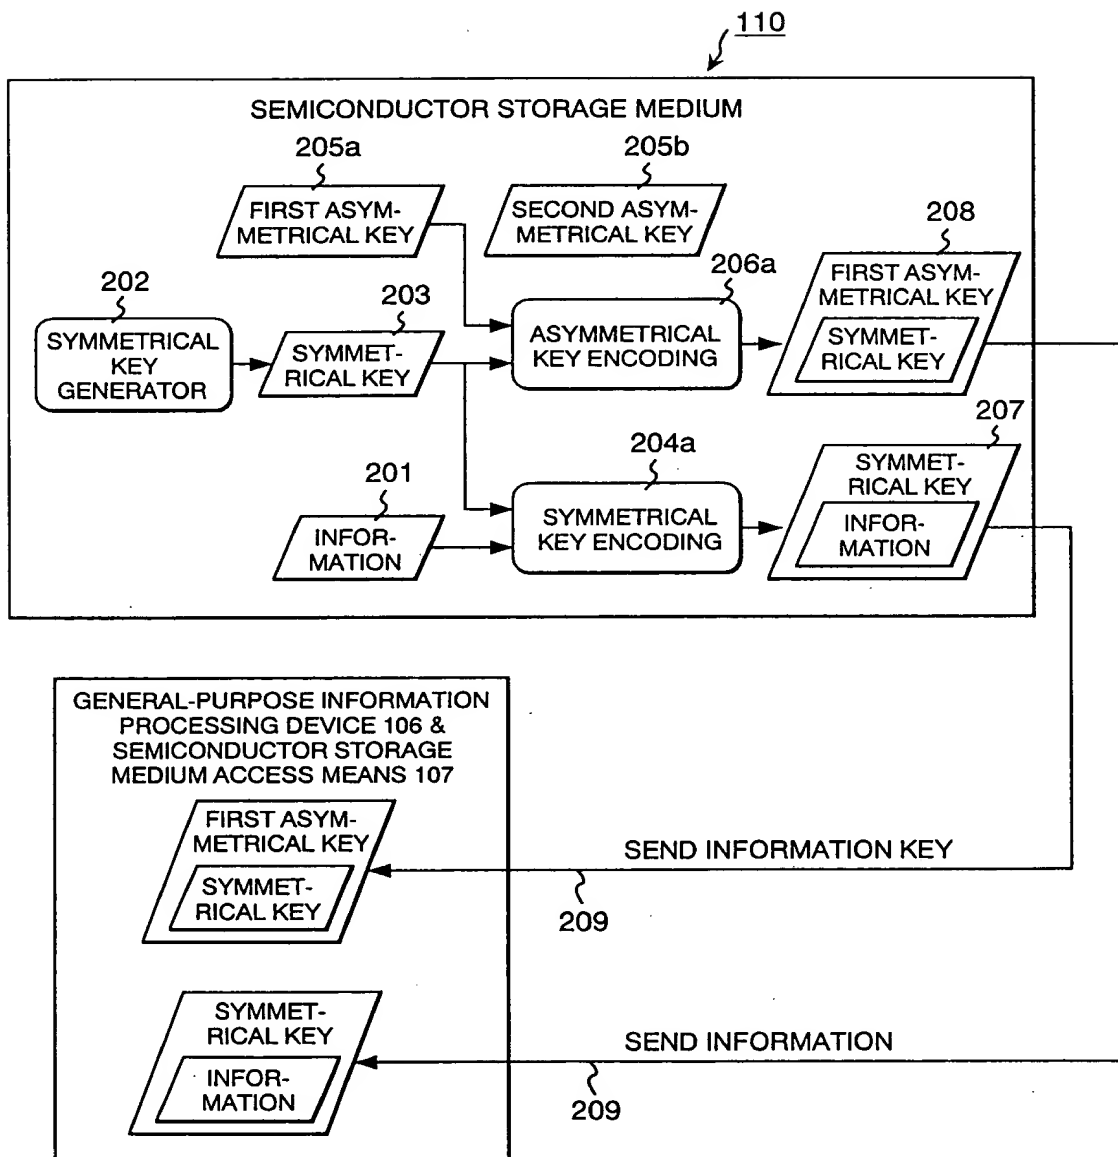 110
SEMICONDUCTOR STORAGE MEDIUM
205a
205b
FIRST ASYM-
METRICAL KEY
SECOND ASYM-
METRICAL KEY
208
202
203
206a
FIRST ASYM-
METRICAL KEY
SYMMETRICAL
KEY
GENERATOR
SYMMET-
RICAL KEY
ASYMMETRICAL
KEY ENCODING
SYMMET-
RICAL KEY
207
201
204a
SYMMET-
RICAL KEY
INFOR-
MATION
SYMMETRICAL
KEY ENCODING
INFOR-
MATION
GENERAL-PURPOSE INFORMATION
PROCESSING DEVICE 106 &
SEMICONDUCTOR STORAGE
MEDIUM ACCESS MEANS 107
FIRST ASYM-
METRICAL KEY
SYMMET-
RICAL KEY
SEND INFORMATION KEY
209
SYMMET-
RICAL KEY
INFOR-
MATION
SEND INFORMATION
209